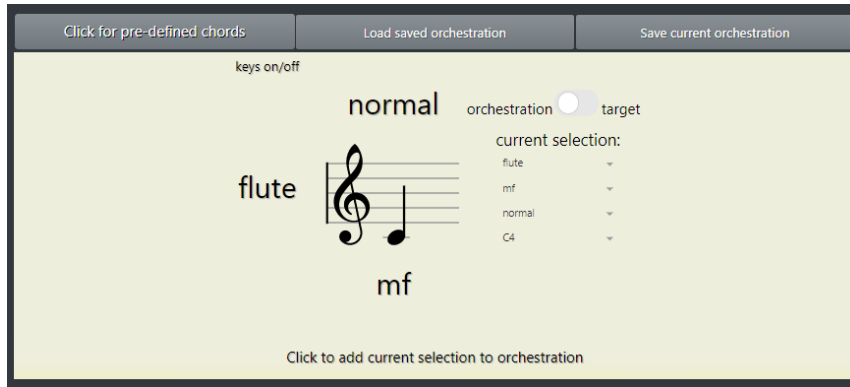 Click for pre-defined chords
Load saved orchestration
Save current orchestration
keys on/off
normal
orchestration target
current selection:
flute
flute
mf
normal
C4
mf
Click to add current selection to orchestration